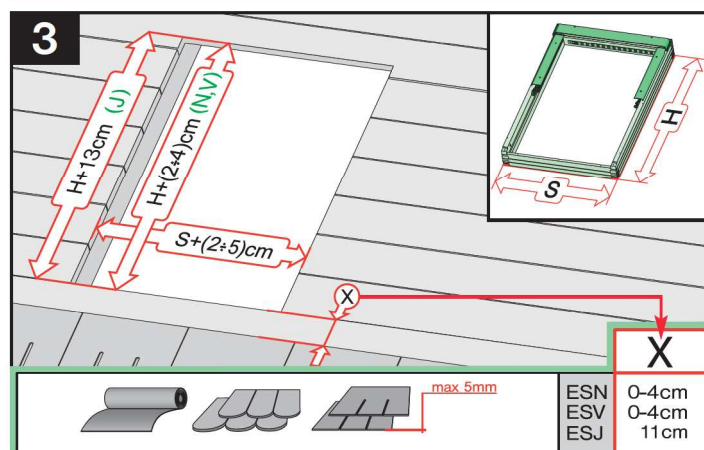 3
H+13cm (J)
H+(2÷4)cm (N,V)
S+(2÷5)cm
H
S
X
X
max 5mm
ESN 0-4cm
ESV 0-4cm
ESJ 11cm